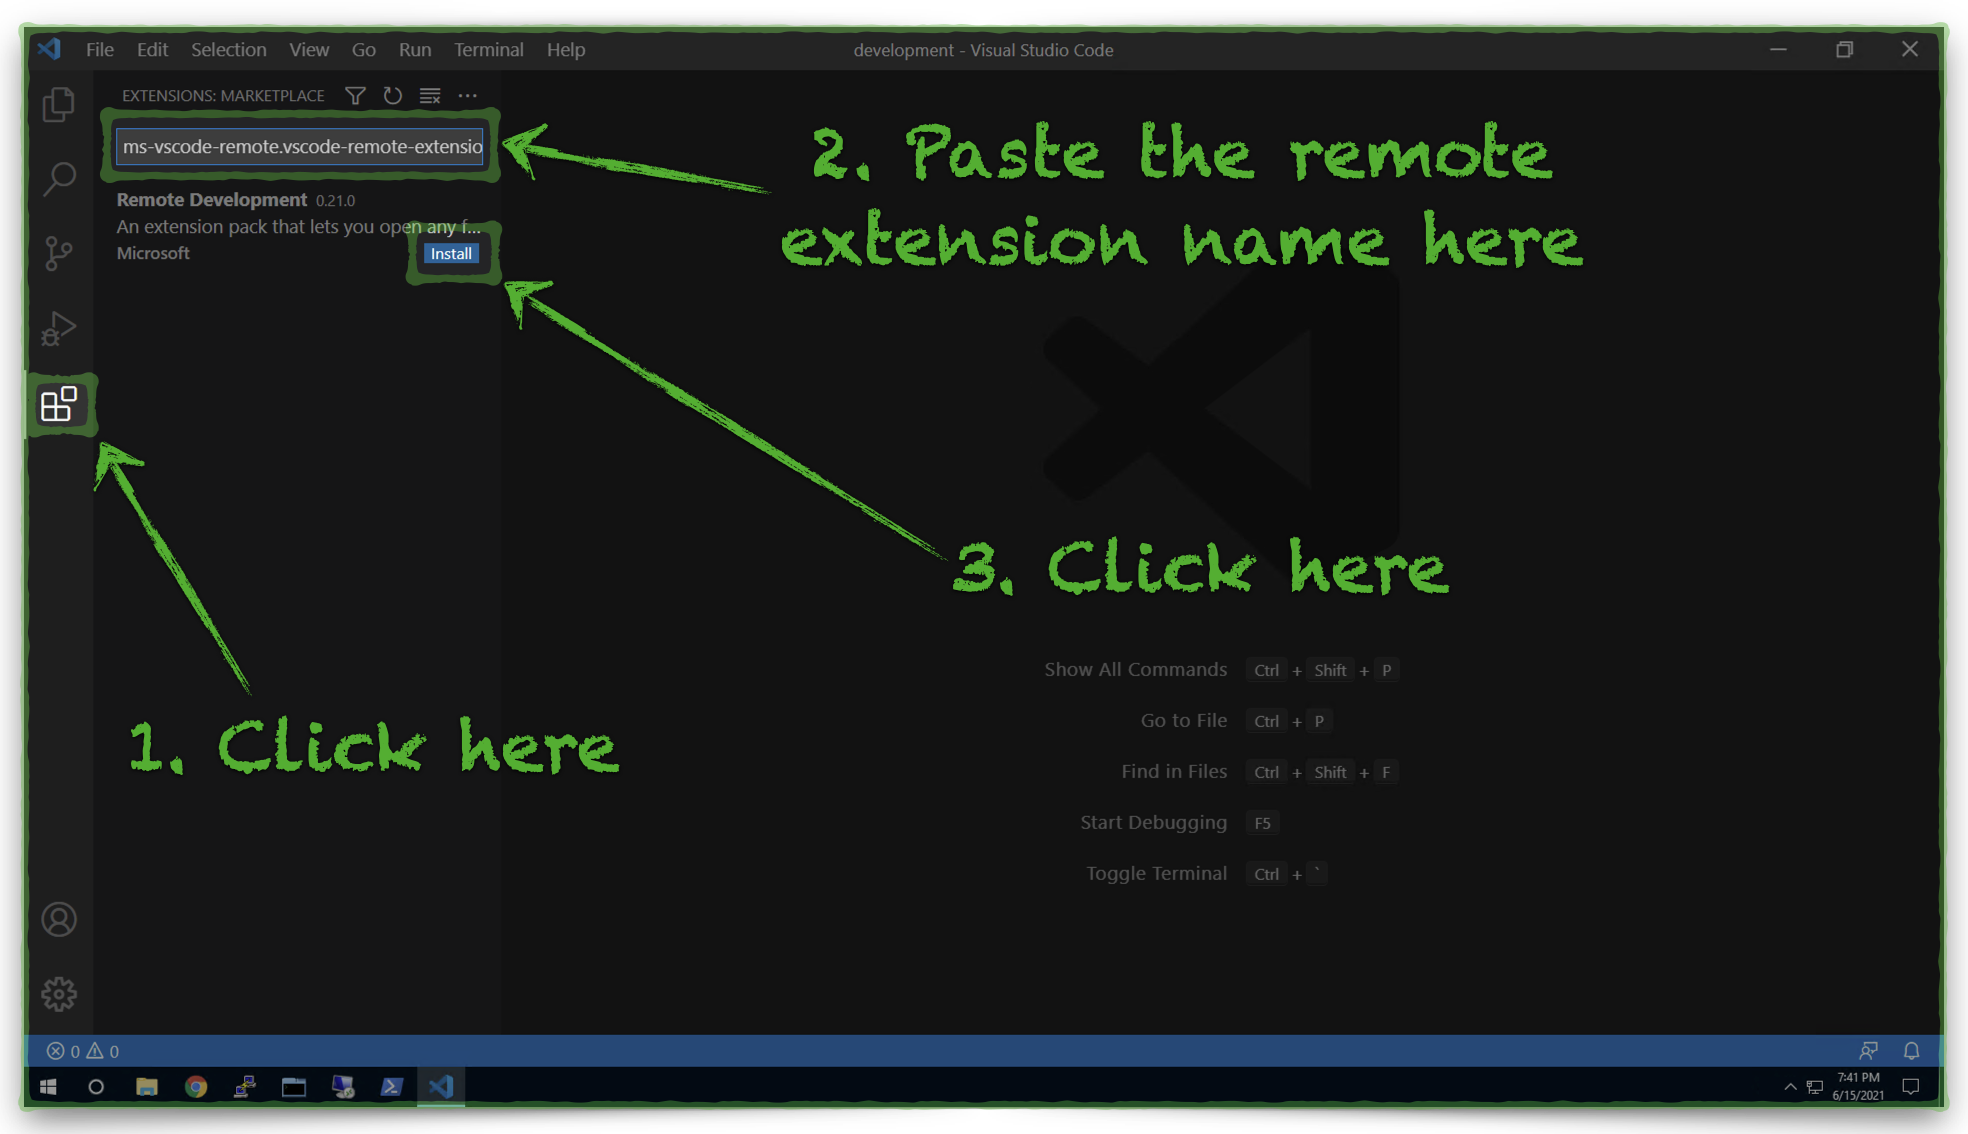 File Edit Selection View Go Run Terminal Help
development - Visual Studio Code
EXTENSIONS: MARKETPLACE
ms-vscode-remote.vscode-remote-extensio
Remote Development 0.21.0
An extension pack that lets you open any f...
Microsoft
Install
2. Paste the remote
extension name here
3. Click here
1. Click here
Show All Commands Ctrl + Shift + P
Go to File Ctrl + P
Find in Files Ctrl + Shift + F
Start Debugging F5
Toggle Terminal Ctrl + `
0 0
7:41 PM
6/15/2021